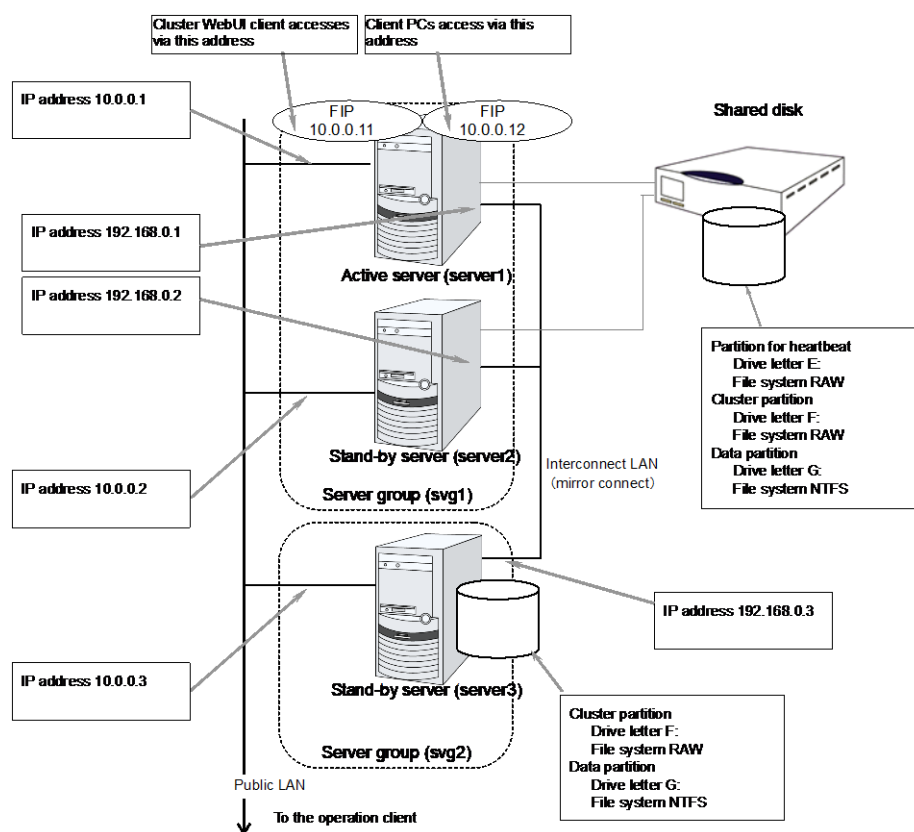 Cluster WebUI client accesses
via this address
Client PCs access via this
address
IP address 10.0.0.1
FIP
10.0.0.11
FIP
10.0.0.12
Shared disk
IP address 192.168.0.1
Active server (server1)
IP address 192.168.0.2
Partition for heartbeat
Drive letter E:
File system RAW
Cluster partition
Drive letter F:
File system RAW
Data partition
Drive letter G:
File system NTFS
Stand-by server (server2)
Interconnect LAN
(mirror connect)
IP address 10.0.0.2
Server group (svg1)
IP address 192.168.0.3
IP address 10.0.0.3
Stand-by server (server3)
Cluster partition
Drive letter F:
File system RAW
Data partition
Drive letter G:
File system NTFS
Server group (svg2)
Public LAN
To the operation client